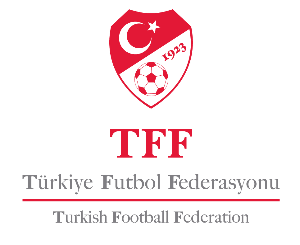 1923
TFF
Türkiye Futbol Federasyonu
Turkish Football Federation